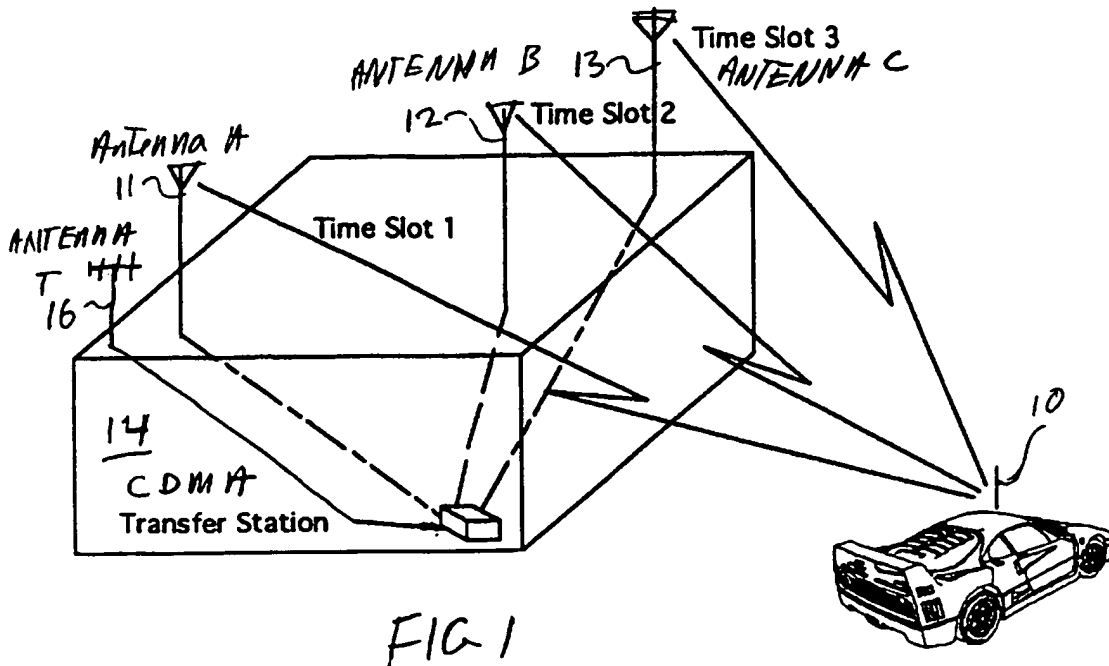 Time Slot 3
ANTENNA C
13
ANTENNA B
12
Time Slot 2
Antenna A
11
Time Slot 1
ANTENNA
T
16
10
14
CDMA
Transfer Station
FIG 1